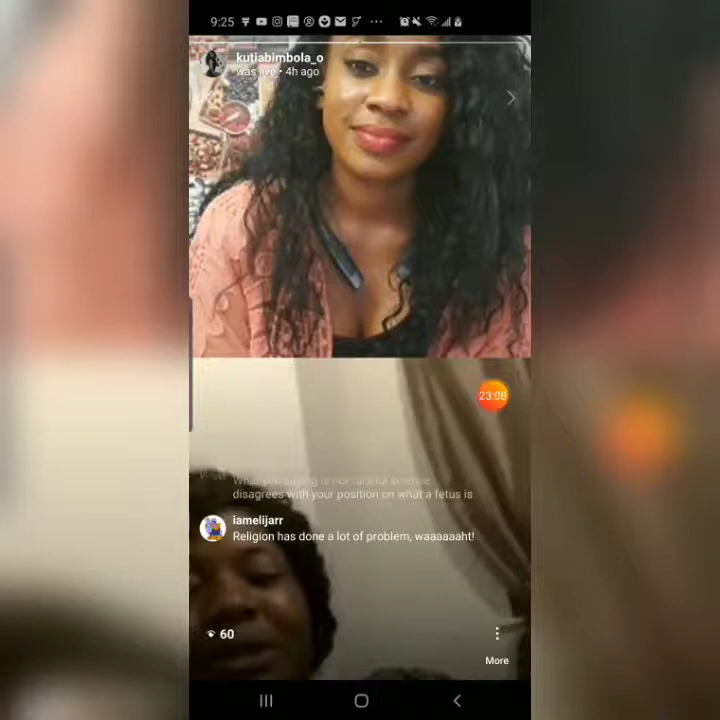 9:25
kutiabimbola_o
was live • 4h ago
23:08
disagrees with your position on what a fetus is
iamelijarr
Religion has done a lot of problem, waaaaaaht!
60
More